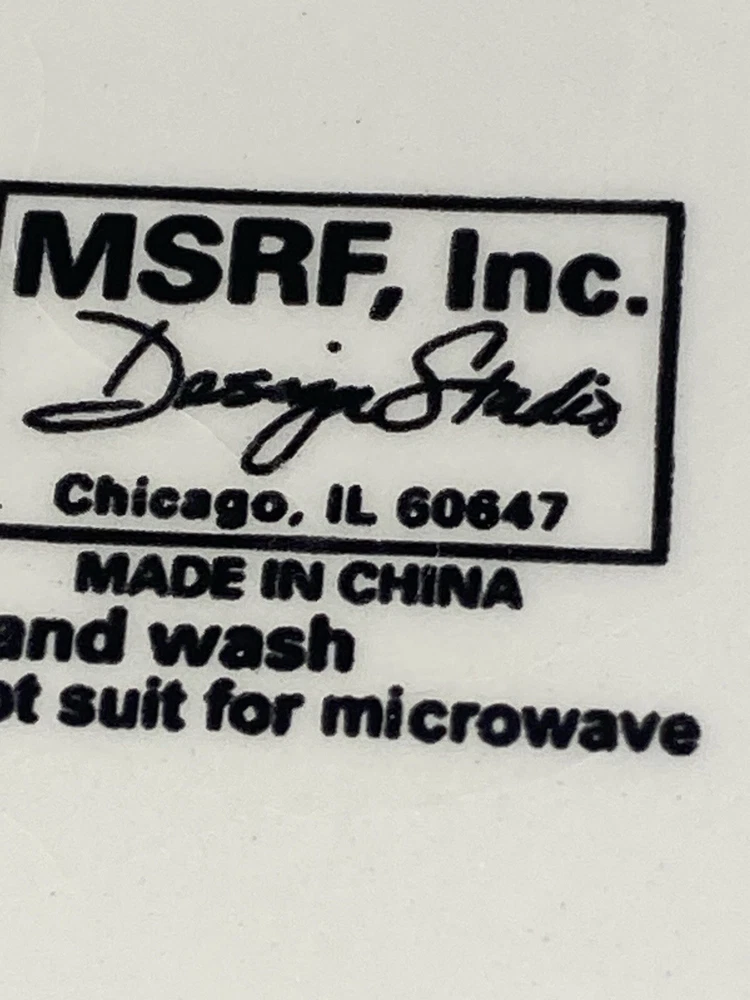 MSRF, Inc.
Design Studio
Chicago, IL 60647
MADE IN CHINA
and wash
ot suit for microwave